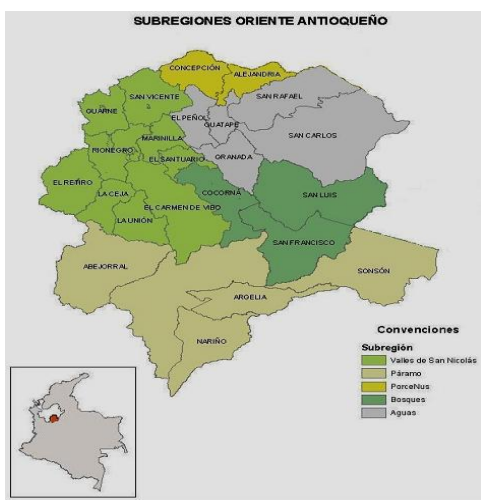 SUBREGIONES ORIENTE ANTIOQUEÑO
CONCEPCIÓN
ALEJANDRIA
SAN VICENTE
SAN RAFAEL
GUARNE
EL PEÑOL
GUATAPE
MARINILLA
SAN CARLOS
RIONEGRO
EL SANTUARIO
GRANADA
EL RETIRO
LA CEJA
COCORNÁ
SAN LUIS
EL CARMEN DE VIBO
LA UNIÓN
SAN FRANCISCO
ABEJORRAL
SONSÓN
ARGELIA
NARIÑO
Convenciones
Subregión
Valles de San Nicolás
Páramo
PorceNus
Bosques
Aguas